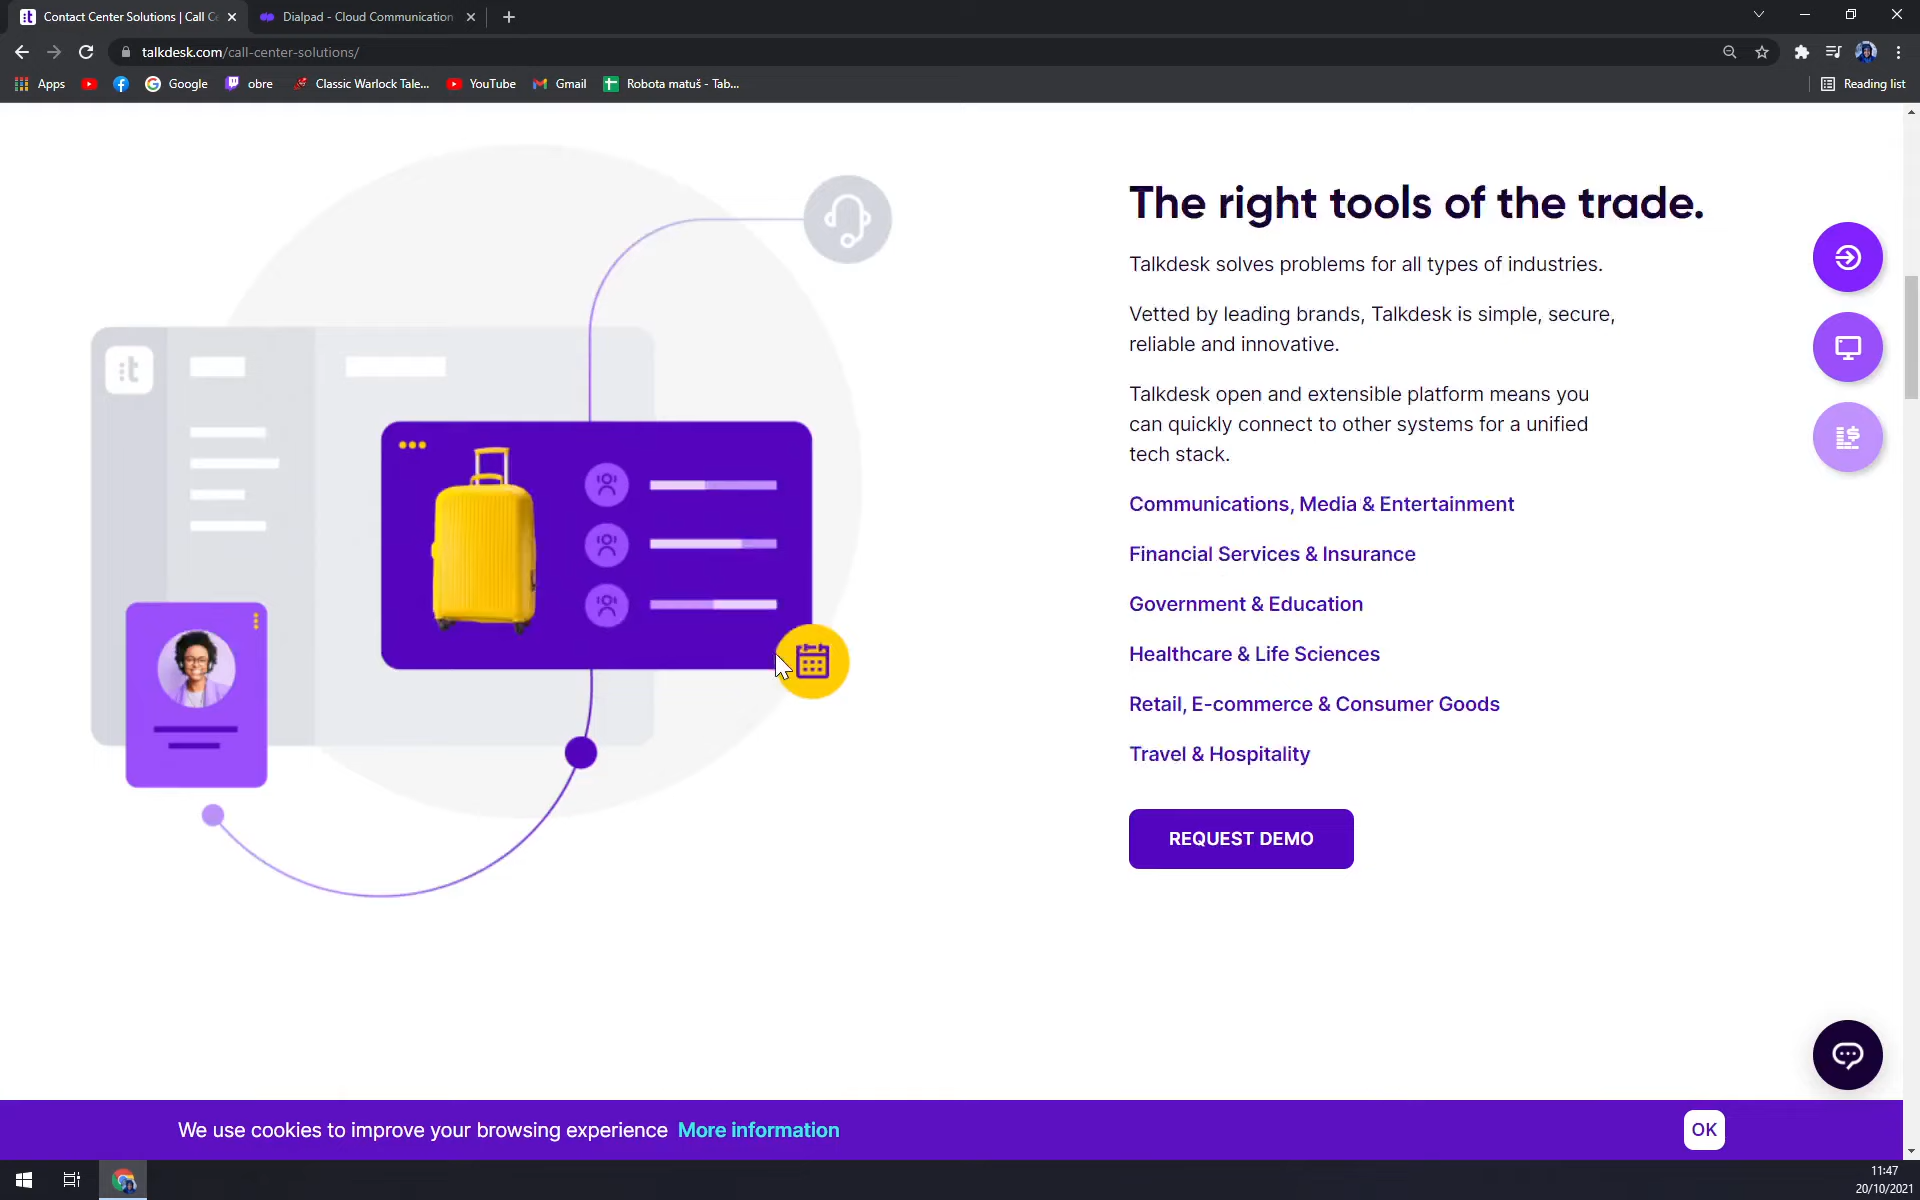 Contact Center Solutions | Call Ce
Dialpad - Cloud Communication
talkdesk.com/call-center-solutions/
Apps
Google
obre
Classic Warlock Tale...
YouTube
Gmail
Robota matuš - Tab...
Reading list
The right tools of the trade.
Talkdesk solves problems for all types of industries.
Vetted by leading brands, Talkdesk is simple, secure,
reliable and innovative.
Talkdesk open and extensible platform means you
can quickly connect to other systems for a unified
tech stack.
Communications, Media & Entertainment
Financial Services & Insurance
Government & Education
Healthcare & Life Sciences
Retail, E-commerce & Consumer Goods
Travel & Hospitality
REQUEST DEMO
We use cookies to improve your browsing experience More information
OK
11:47
20/10/2021